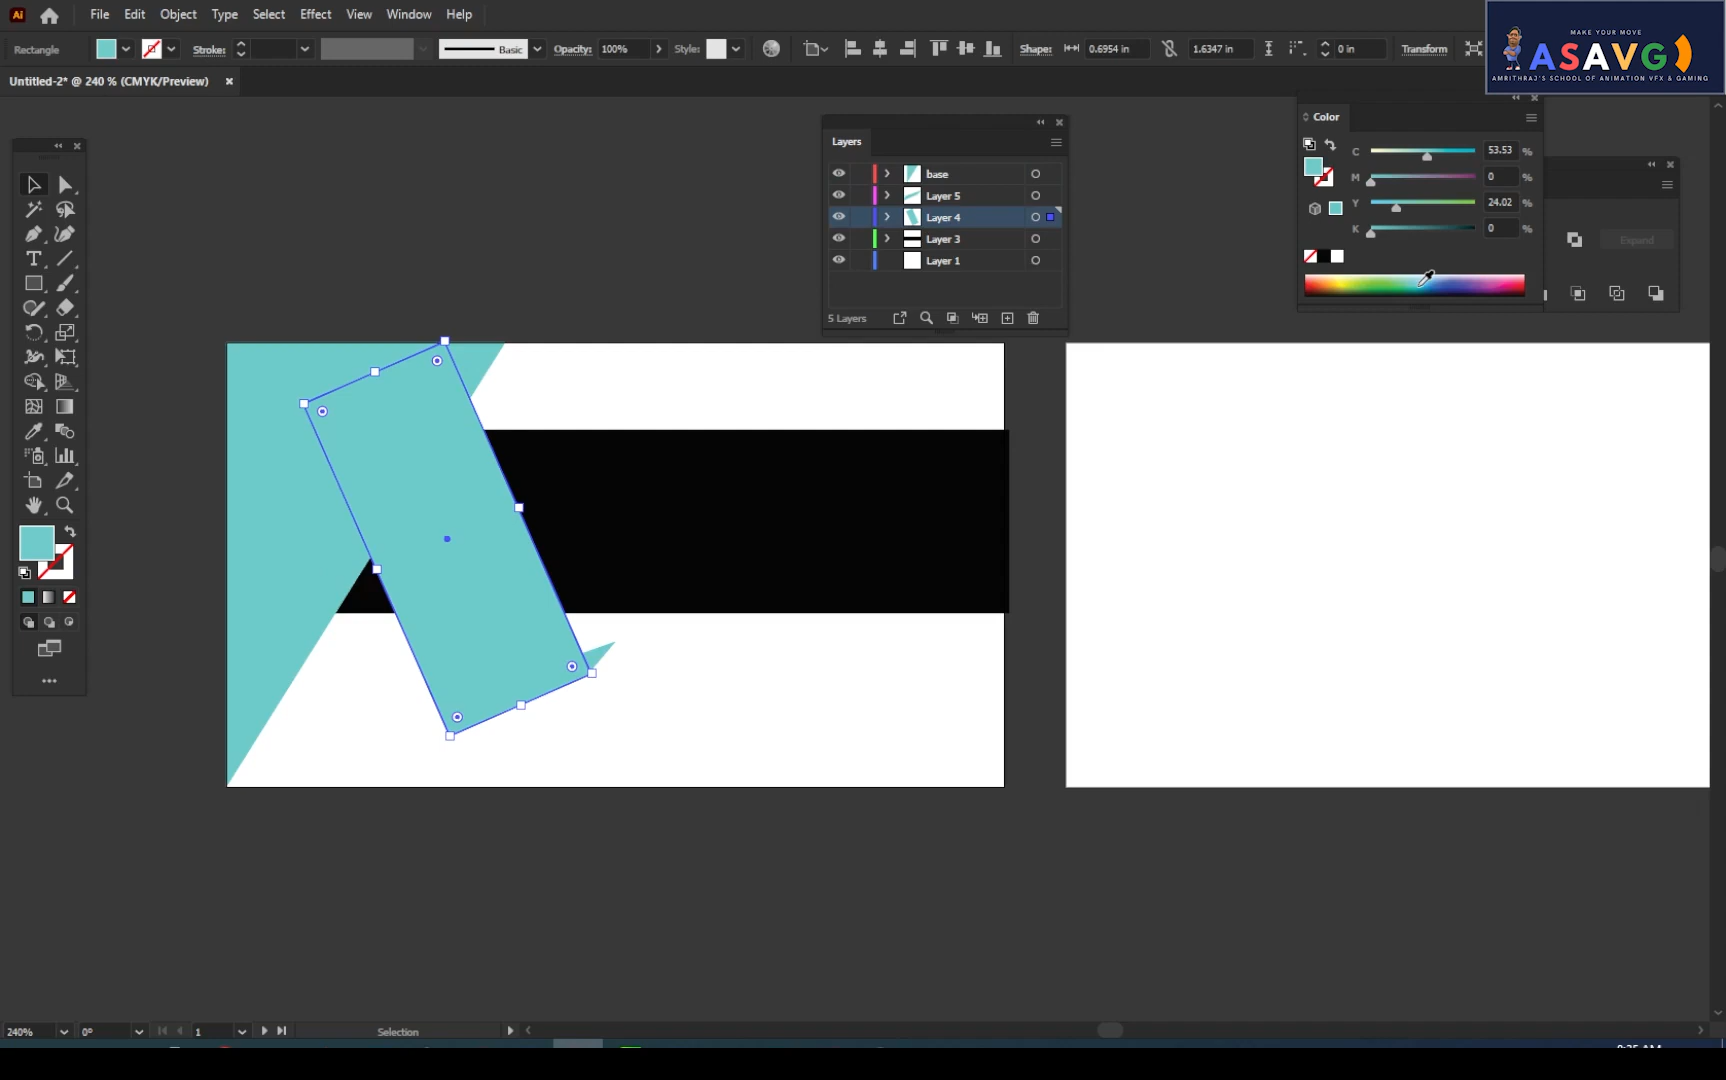 Ai File Edit Object Type Select Effect View Window Help
MAKE YOUR MOVE
ASAVG
AMRITHRAJ'S SCHOOL OF ANIMATION VFX & GAMING
Rectangle Stroke: Basic Opacity: 100% Style: Shape: 0.6954 in 1.6347 in 0 in Transform
Untitled-2* @ 240 % (CMYK/Preview)
Color
C 53.53 %
M 0 %
Y 24.02 %
K 0 %
Expand
Layers
base
Layer 5
Layer 4
Layer 3
Layer 1
5 Layers
T
240% 0° 1 Selection